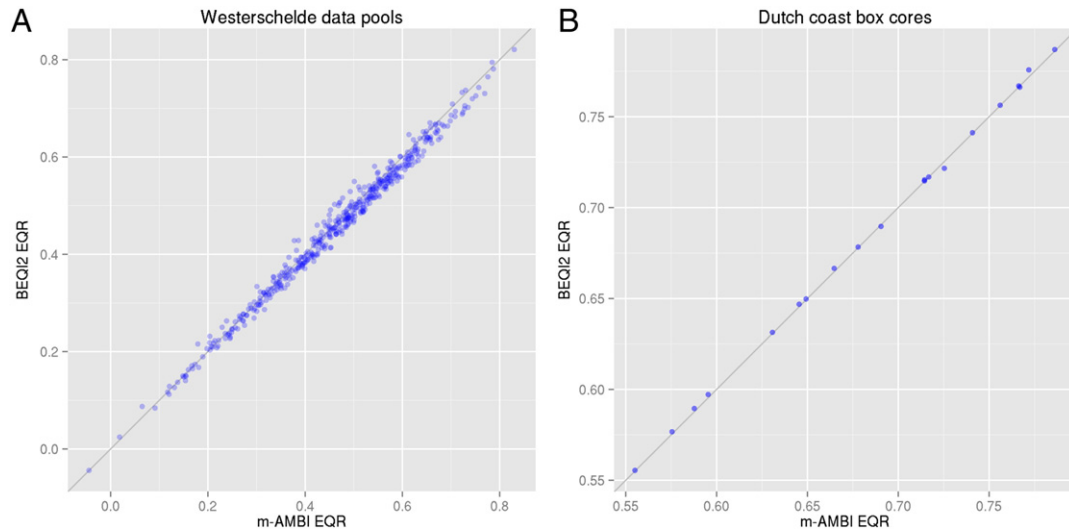 A
Westerschelde data pools
BEQI2 EQR
0.8
0.6
0.4
0.2
0.0
0.0 0.2 0.4 0.6 0.8
m-AMBI EQR
B
Dutch coast box cores
BEQI2 EQR
0.75
0.70
0.65
0.60
0.55
0.55 0.60 0.65 0.70 0.75
m-AMBI EQR